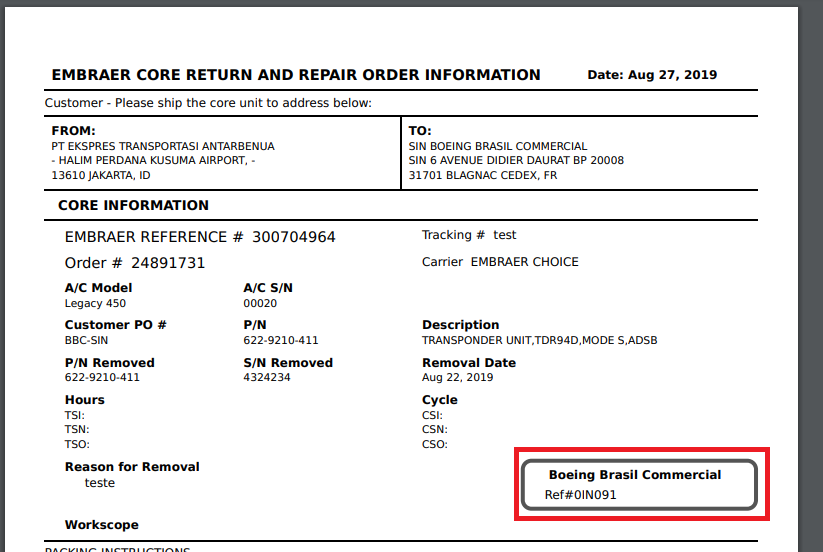 EMBRAER CORE RETURN AND REPAIR ORDER INFORMATION Date: Aug 27, 2019
Customer - Please ship the core unit to address below:
FROM:
PT EKSPRES TRANSPORTASI ANTARBENUA
- HALIM PERDANA KUSUMA AIRPORT, -
13610 JAKARTA, ID
TO:
SIN BOEING BRASIL COMMERCIAL
SIN 6 AVENUE DIDIER DAURAT BP 20008
31701 BLAGNAC CEDEX, FR
CORE INFORMATION
EMBRAER REFERENCE # 300704964 Tracking # test
Order # 24891731 Carrier EMBRAER CHOICE
A/C Model A/C S/N
Legacy 450 00020
Customer PO # P/N Description
BBC-SIN 622-9210-411 TRANSPONDER UNIT,TDR94D,MODE S,ADSB
P/N Removed S/N Removed Removal Date
622-9210-411 4324234 Aug 22, 2019
Hours Cycle
TSI: CSI:
TSN: CSN:
TSO: CSO:
Reason for Removal
teste
Boeing Brasil Commercial
Ref#0IN091
Workscope
PACKING INSTRUCTIONS